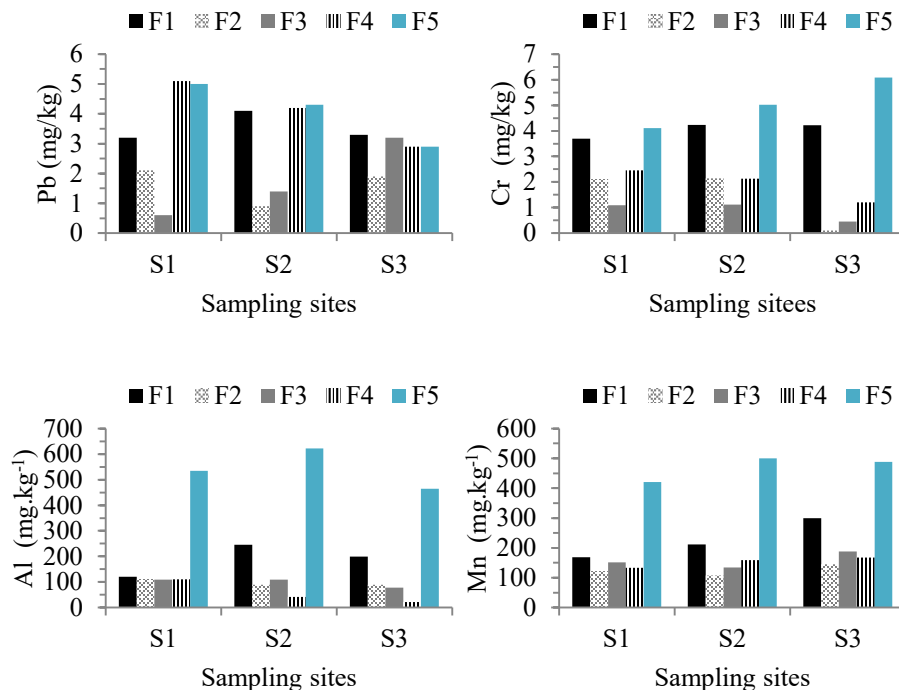 F1 F2 F3 F4 F5
Pb (mg/kg)
6
5
4
3
2
1
0
S1 S2 S3
Sampling sites
F1 F2 F3 F4 F5
Cr (mg/kg)
7
6
5
4
3
2
1
0
S1 S2 S3
Sampling sitees
F1 F2 F3 F4 F5
Al (mg.kg⁻¹)
700
600
500
400
300
200
100
0
S1 S2 S3
Sampling sites
F1 F2 F3 F4 F5
Mn (mg.kg⁻¹)
600
500
400
300
200
100
0
S1 S2 S3
Sampling sites